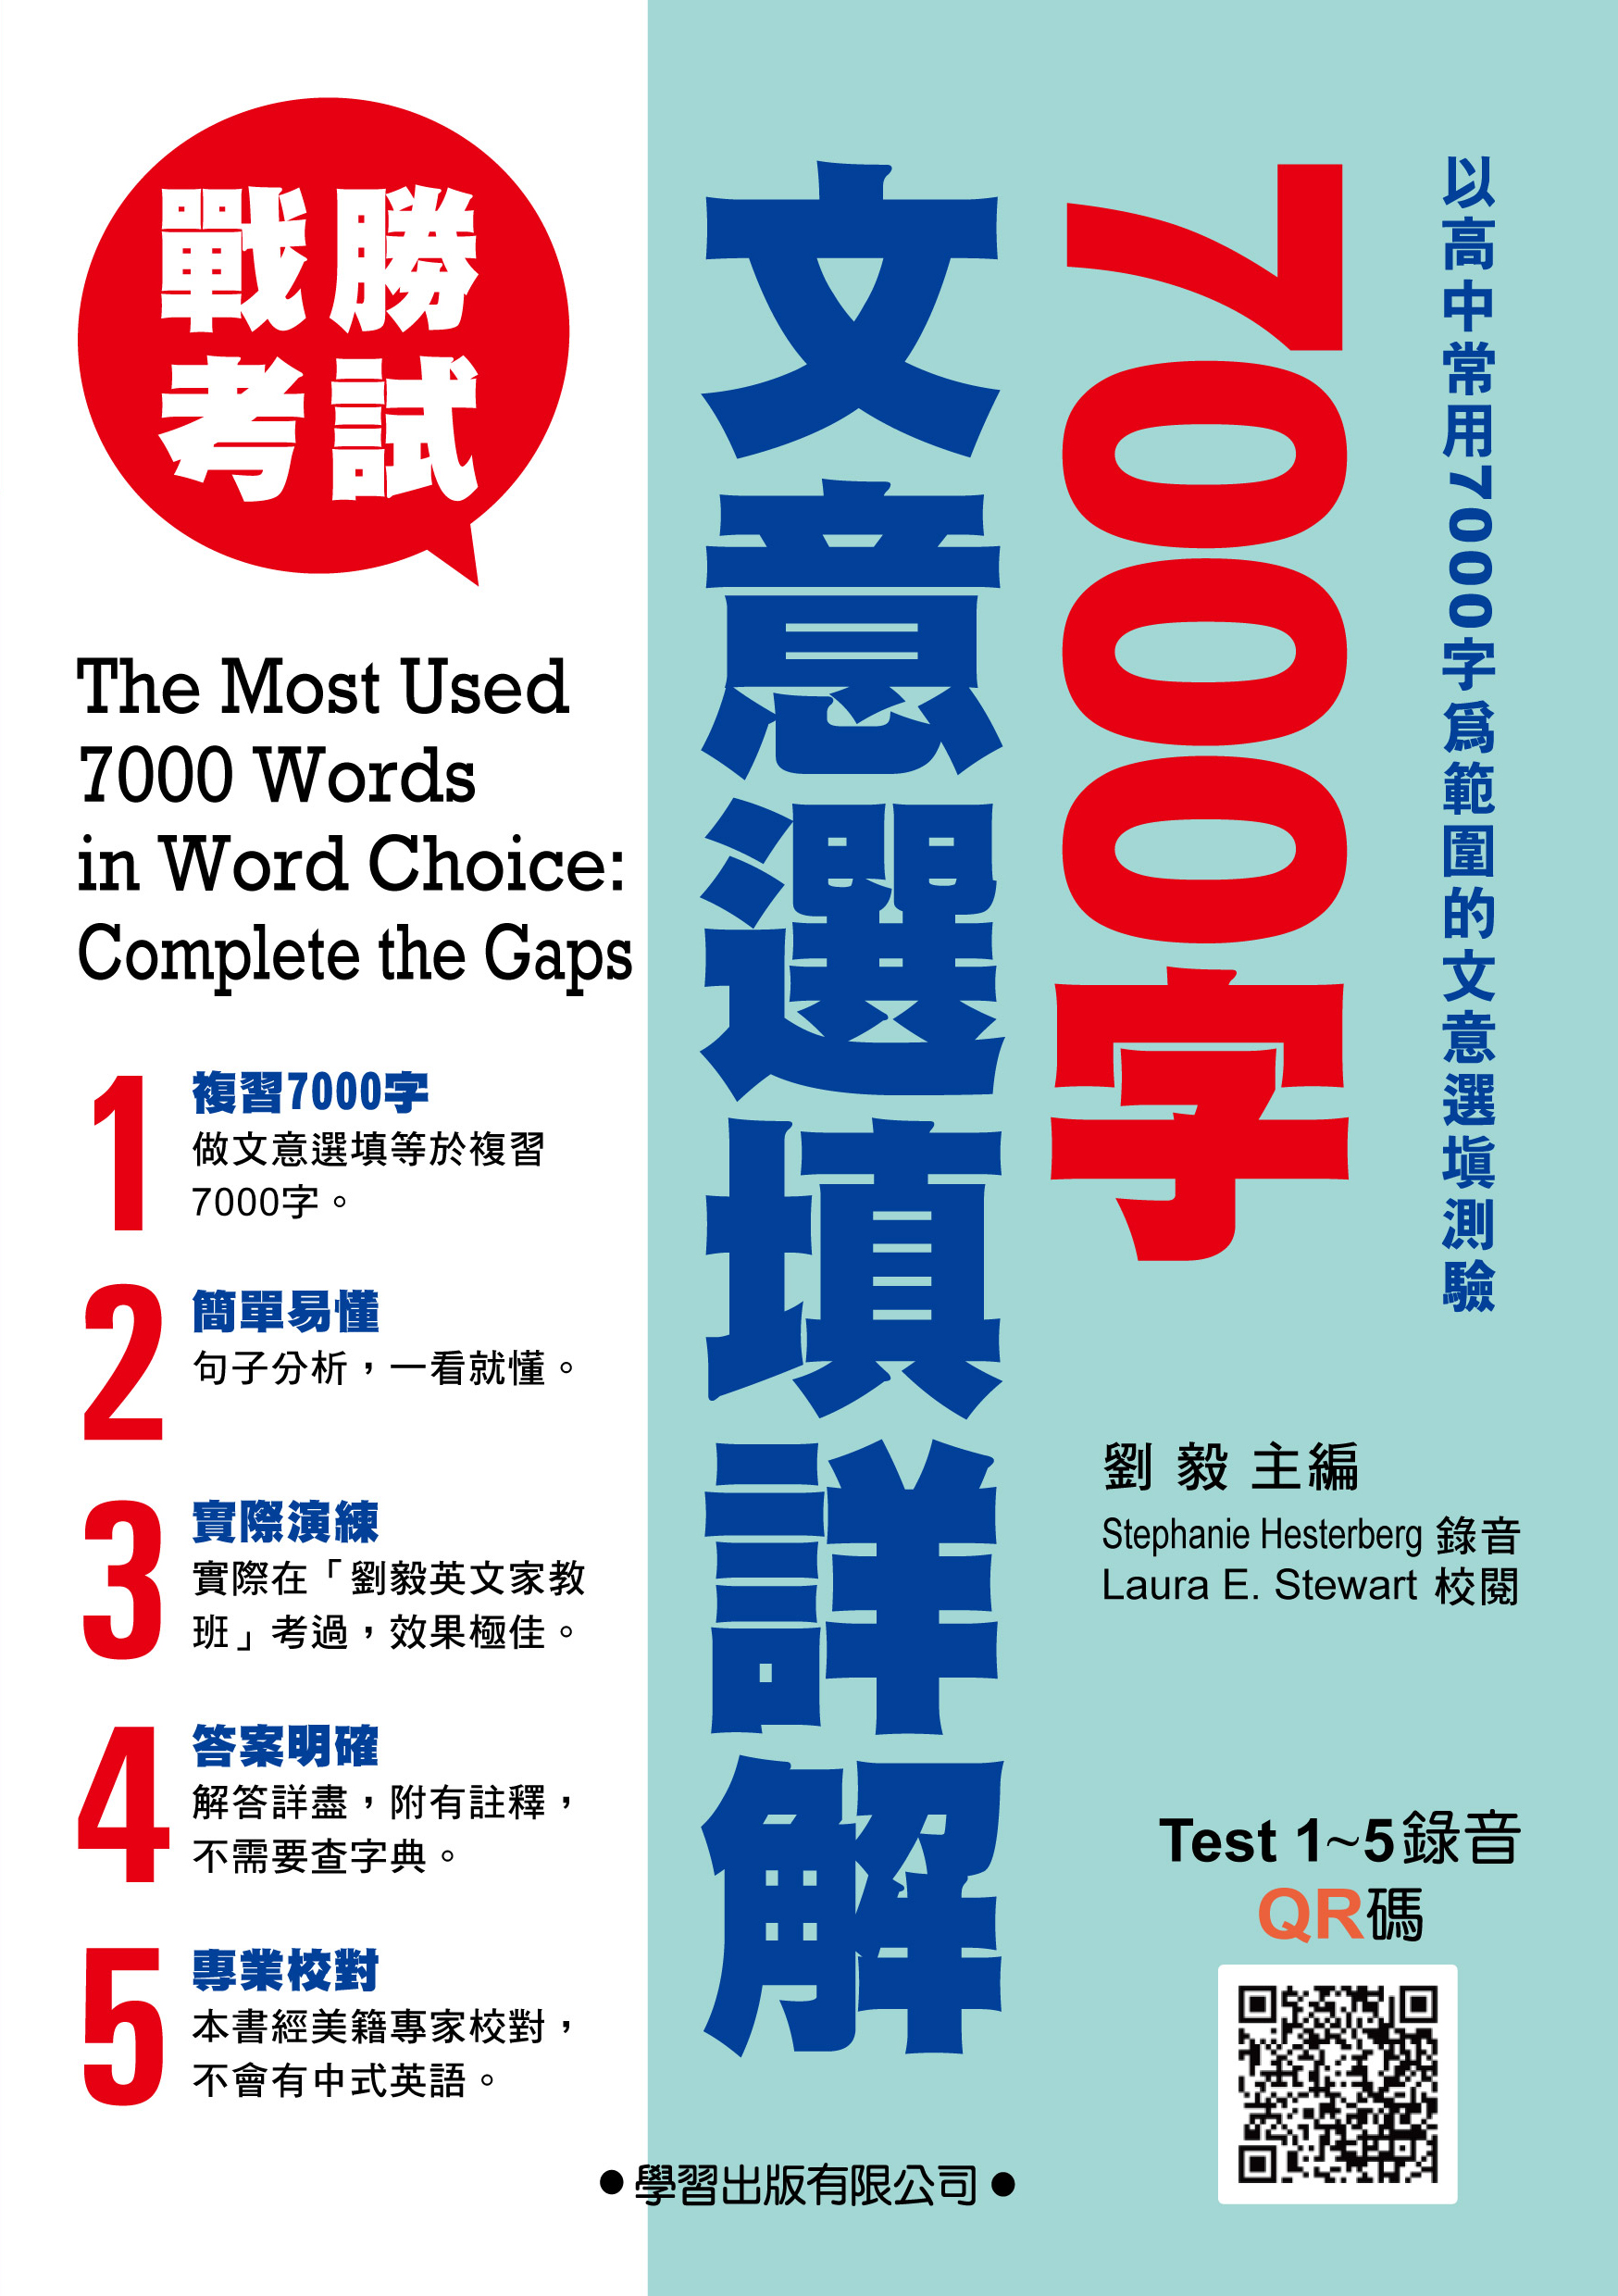 以高中常用7000字爲範圍的文意選塡測驗
7000字
文意選填詳解
戰勝
考試
The Most Used
7000 Words
in Word Choice:
Complete the Gaps
1
複習7000字
做文意選填等於複習
7000字。
2
簡單易懂
句子分析，一看就懂。
3
實際演練
實際在「劉毅英文家教
班」考過，效果極佳。
4
答案明確
解答詳盡，附有註釋，
不需要查字典。
5
專業校對
本書經美籍專家校對，
不會有中式英語。
劉 毅 主編
Stephanie Hesterberg 錄音
Laura E. Stewart 校閱
Test 1~5錄音
QR碼
●學習出版有限公司●